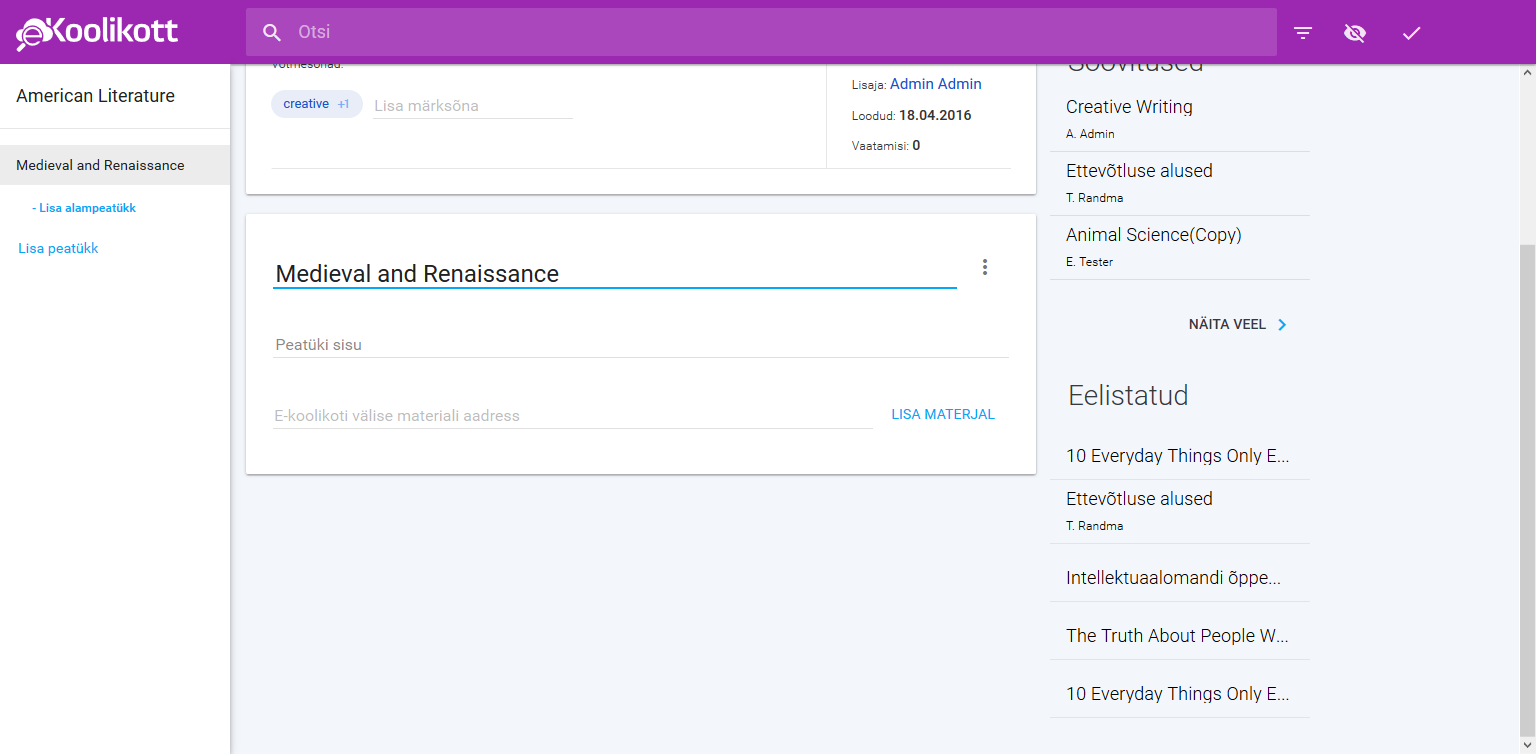 eKoolikott
Otsi
American Literature
Medieval and Renaissance
- Lisa alampeatükk
Lisa peatükk
Võtmesõnad:
creative +1
Lisa märksõna
Lisaja: Admin Admin
Loodud: 18.04.2016
Vaatamisi: 0
Medieval and Renaissance
Peatüki sisu
E-koolikoti välise materiali aadress
LISA MATERJAL
Soovitused
Creative Writing
A. Admin
Ettevõtluse alused
T. Randma
Animal Science(Copy)
E. Tester
NÄITA VEEL
Eelistatud
10 Everyday Things Only E...
Ettevõtluse alused
T. Randma
Intellektuaalomandi õppe...
The Truth About People W...
10 Everyday Things Only E...